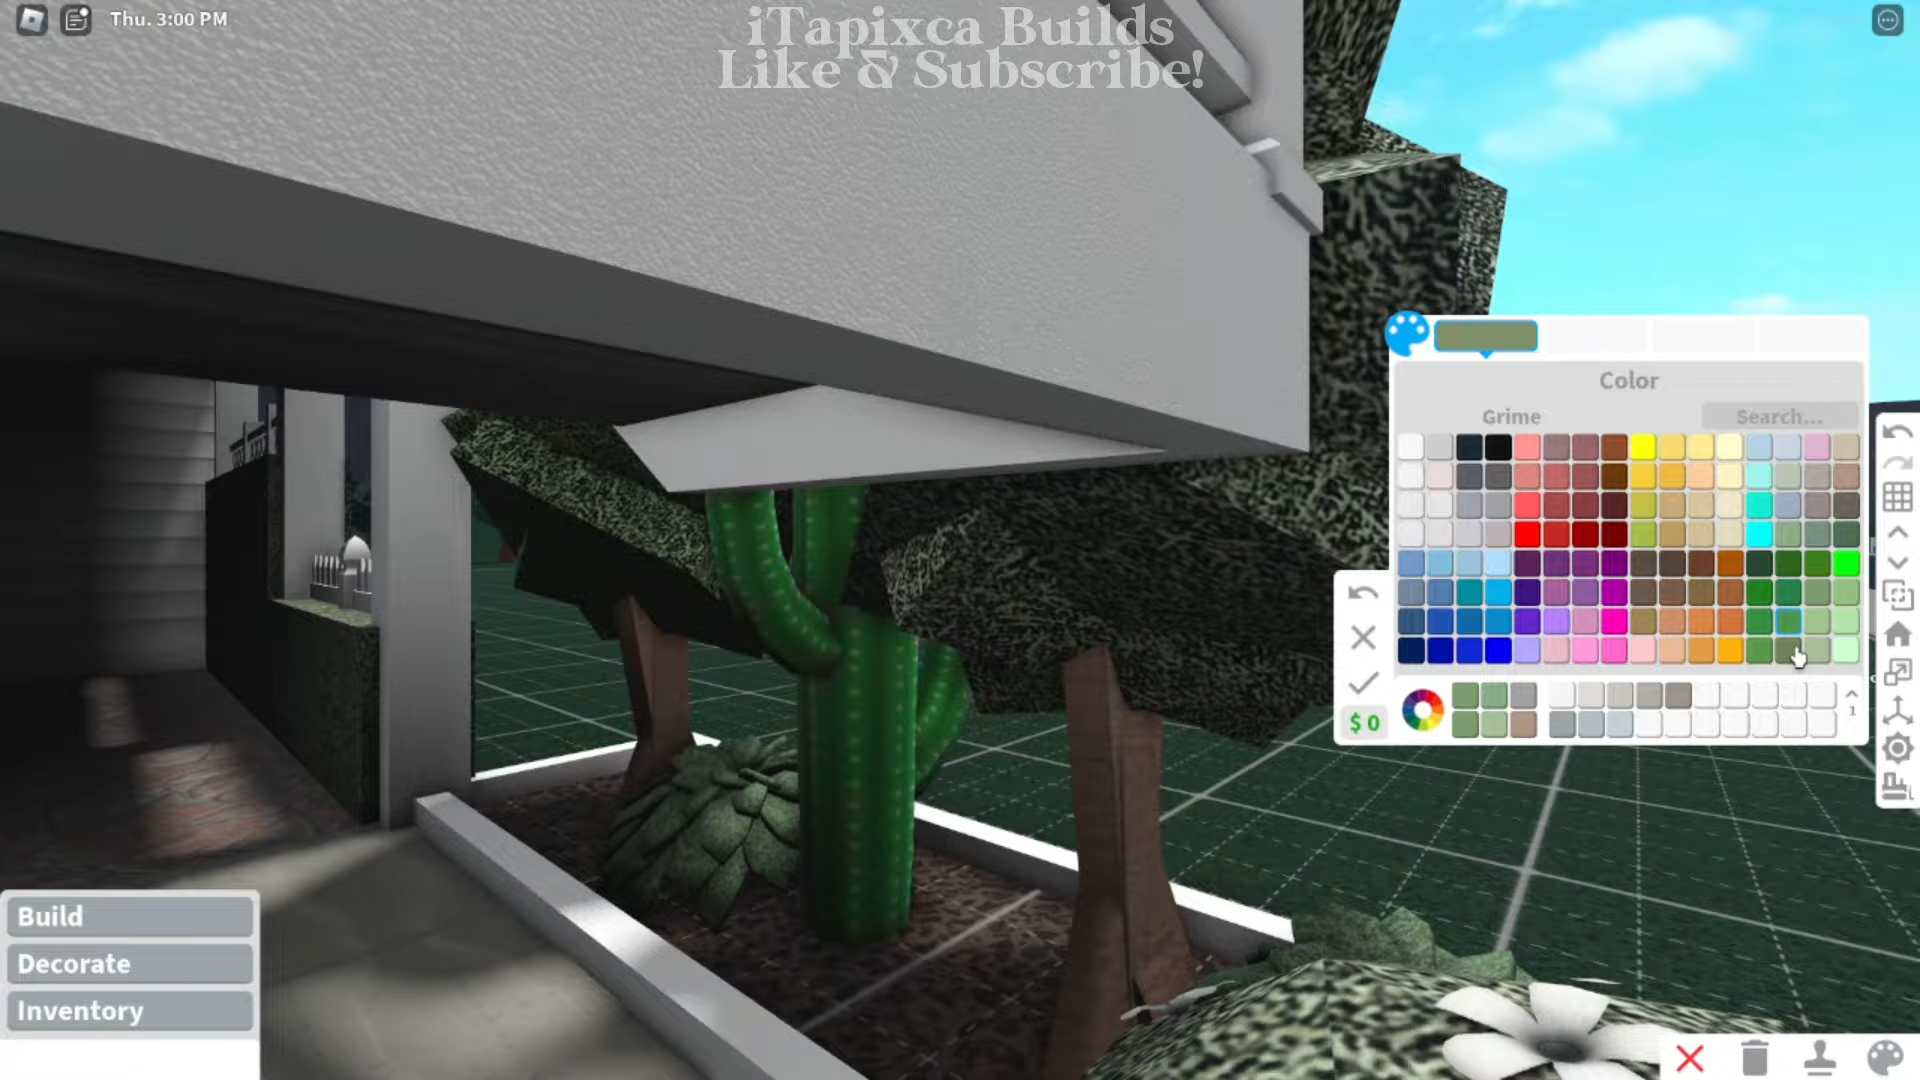 Thu. 3:00 PM
iTapixca Builds
Like & Subscribe!
Color
Grime
Search...
$ 0
1
Build
Decorate
Inventory